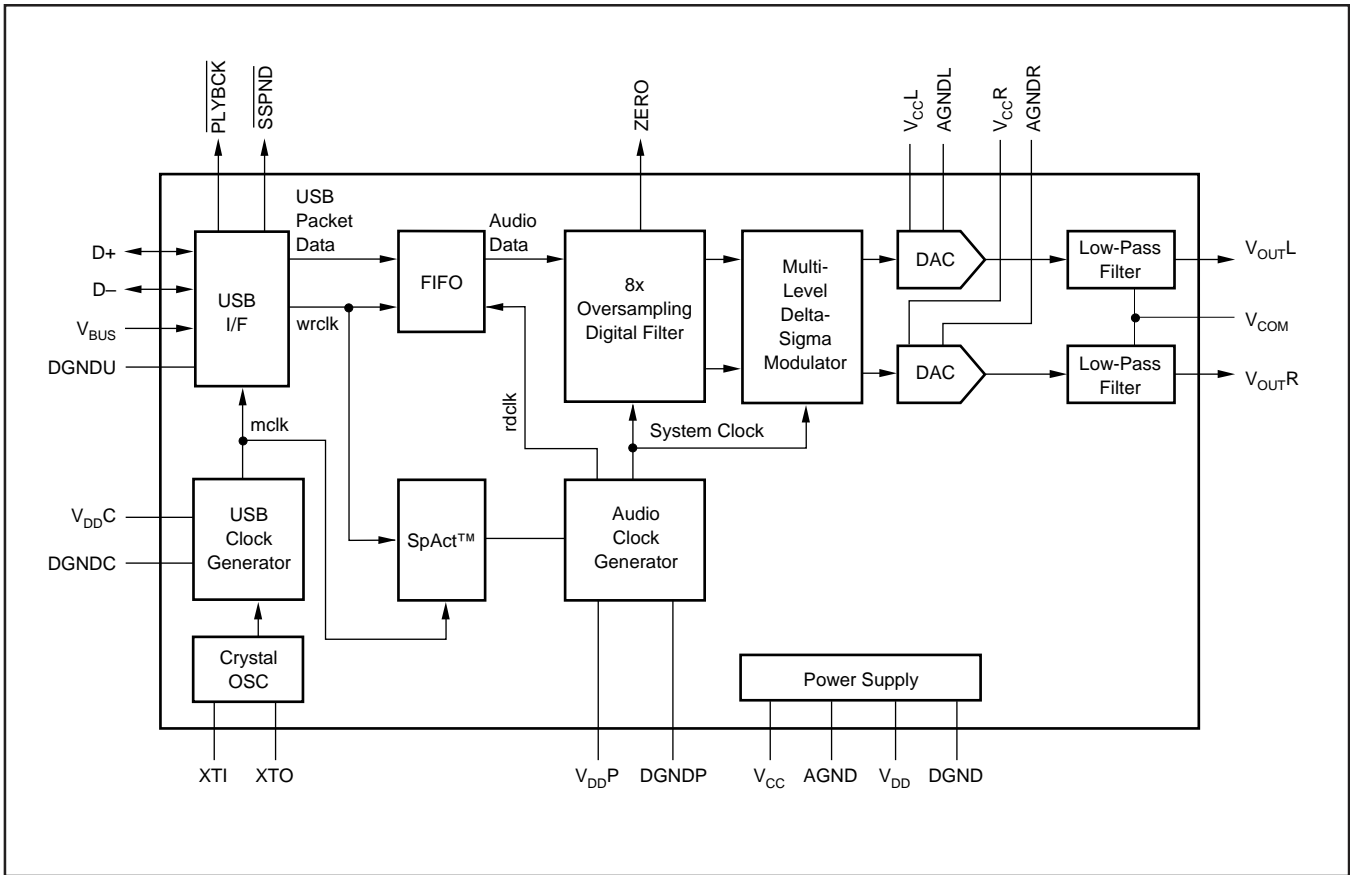 PLYBCK
SSPND
ZERO
VCCL
AGNDL
VCCR
AGNDR
D+
D–
VBUS
DGNDU
USB
I/F
USB
Packet
Data
wrclk
FIFO
Audio
Data
8x
Oversampling
Digital Filter
Multi-
Level
Delta-
Sigma
Modulator
DAC
DAC
Low-Pass
Filter
Low-Pass
Filter
VOUTL
VCOM
VOUTR
mclk
rdclk
System Clock
VDDC
DGNDC
USB
Clock
Generator
SpAct™
Audio
Clock
Generator
Crystal
OSC
Power Supply
XTI
XTO
VDDP
DGNDP
VCC
AGND
VDD
DGND